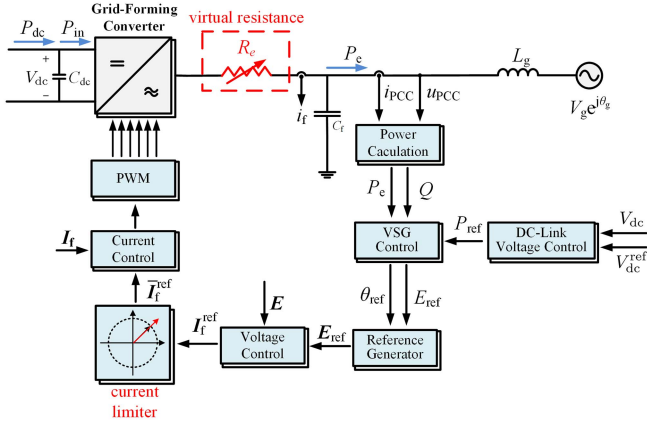 Grid-Forming
Converter
virtual resistance
P_dc
P_in
R_e
P_e
L_g
+
V_dc
C_dc
−
=
≈
i_f
C_f
i_PCC
u_PCC
V_g e^jθ_g
Power
Caculation
PWM
P_e
Q
I_f
Current
Control
VSG
Control
P_ref
DC-Link
Voltage Control
V_dc
V_dc^ref
Ī_f^ref
θ_ref
E_ref
E
I_f^ref
Voltage
Control
E_ref
Reference
Generator
current
limiter